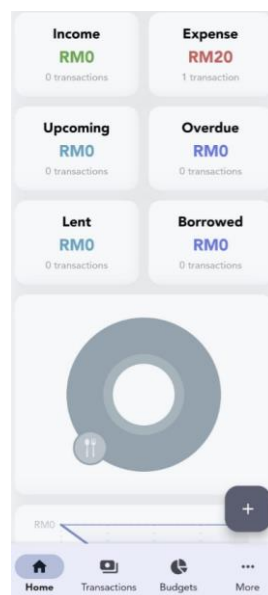 Income
RM0
0 transactions
Expense
RM20
1 transaction
Upcoming
RM0
0 transactions
Overdue
RM0
0 transactions
Lent
RM0
0 transactions
Borrowed
RM0
0 transactions
+
RM0
Home
Transactions
Budgets
More